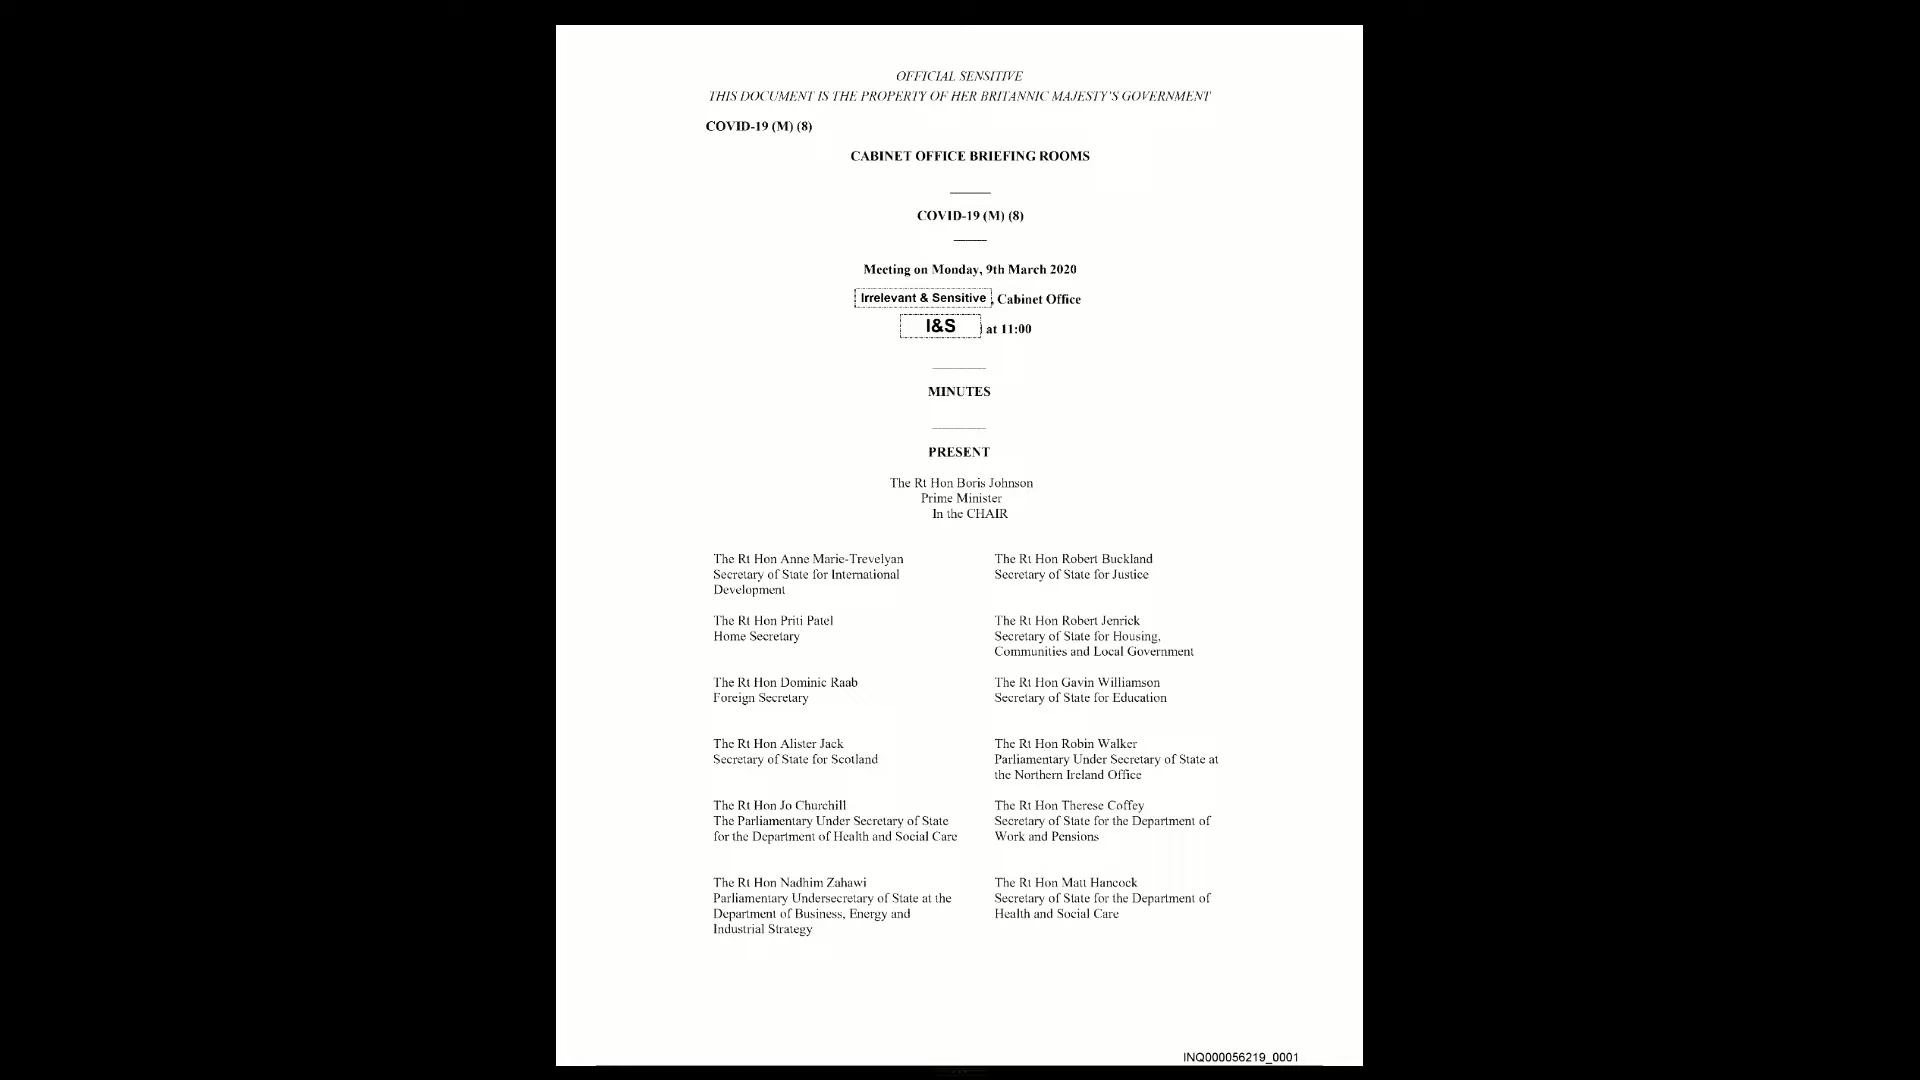 OFFICIAL SENSITIVE
THIS DOCUMENT IS THE PROPERTY OF HER BRITANNIC MAJESTY'S GOVERNMENT
COVID-19 (M) (8)
CABINET OFFICE BRIEFING ROOMS
COVID-19 (M) (8)
Meeting on Monday, 9th March 2020
Irrelevant & Sensitive, Cabinet Office
I&S at 11:00
MINUTES
PRESENT
The Rt Hon Boris Johnson
Prime Minister
In the CHAIR
The Rt Hon Anne Marie-Trevelyan
Secretary of State for International
Development
The Rt Hon Robert Buckland
Secretary of State for Justice
The Rt Hon Priti Patel
Home Secretary
The Rt Hon Robert Jenrick
Secretary of State for Housing,
Communities and Local Government
The Rt Hon Dominic Raab
Foreign Secretary
The Rt Hon Gavin Williamson
Secretary of State for Education
The Rt Hon Alister Jack
Secretary of State for Scotland
The Rt Hon Robin Walker
Parliamentary Under Secretary of State at
the Northern Ireland Office
The Rt Hon Jo Churchill
The Parliamentary Under Secretary of State
for the Department of Health and Social Care
The Rt Hon Therese Coffey
Secretary of State for the Department of
Work and Pensions
The Rt Hon Nadhim Zahawi
Parliamentary Undersecretary of State at the
Department of Business, Energy and
Industrial Strategy
The Rt Hon Matt Hancock
Secretary of State for the Department of
Health and Social Care
INQ000056219_0001